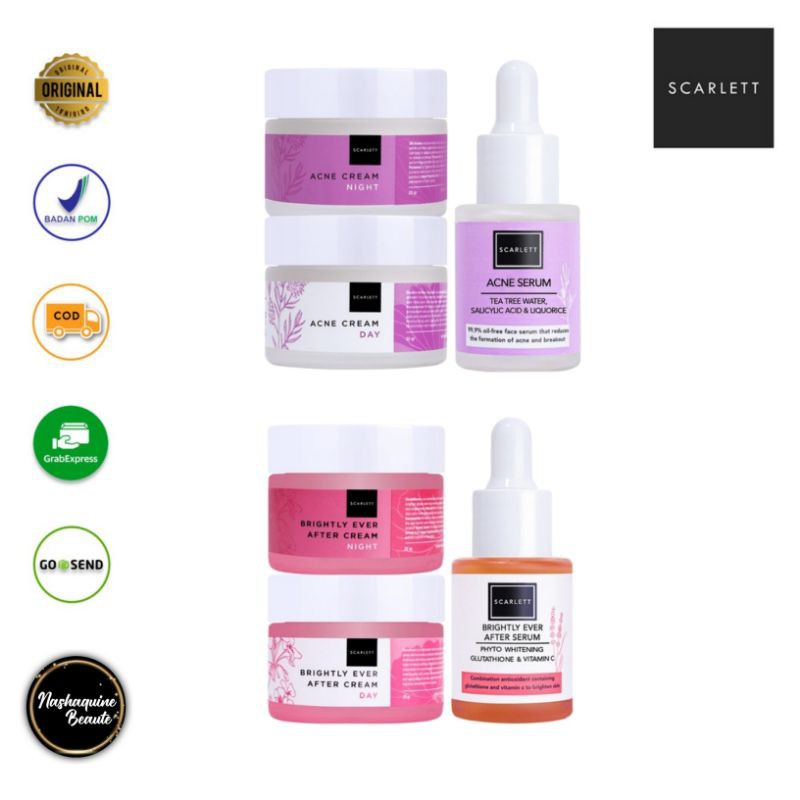 ORIGINAL
ORIGINAL
BADAN POM
COD
GrabExpress
GO SEND
Nashaquine
Beaute
SCARLETT
SCARLETT
ACNE CREAM
NIGHT
SCARLETT
ACNE CREAM
DAY
SCARLETT
ACNE SERUM
TEA TREE WATER,
SALICYLIC ACID & LIQUORICE
99,9% oil-free face serum that reduces
the formation of acne and breakout
SCARLETT
BRIGHTLY EVER
AFTER CREAM
NIGHT
SCARLETT
BRIGHTLY EVER
AFTER CREAM
DAY
SCARLETT
BRIGHTLY EVER
AFTER SERUM
PHYTO WHITENING
GLUTATHIONE & VITAMIN C
Combination antioxidant containing
glutathione and vitamin c to brighten skin